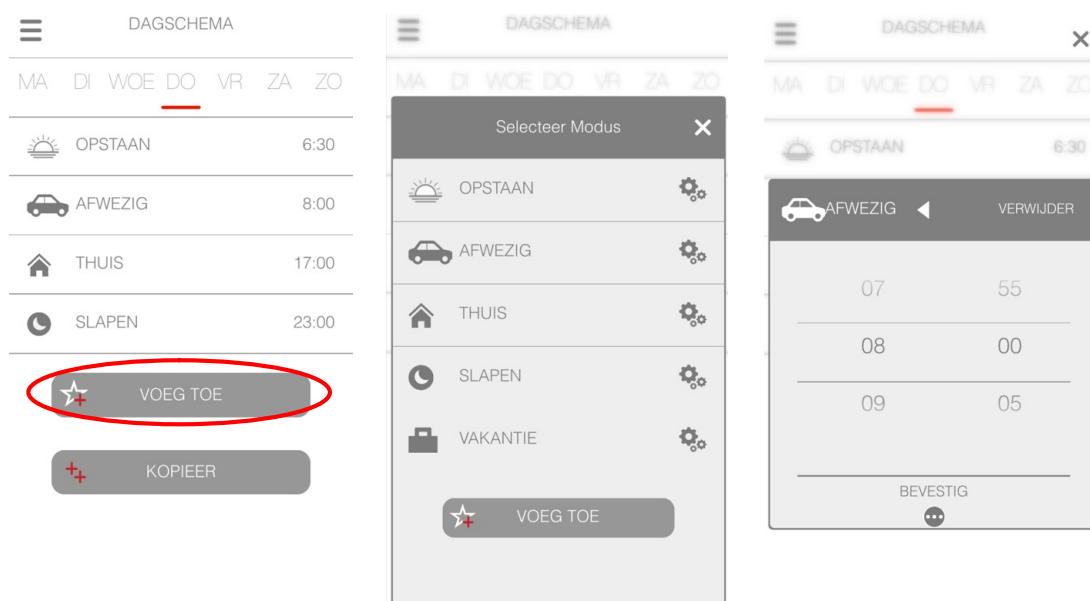 DAGSCHEMA
MA DI WOE DO VR ZA ZO
OPSTAAN 6:30
AFWEZIG 8:00
THUIS 17:00
SLAPEN 23:00
VOEG TOE
KOPIEER
DAGSCHEMA
MA DI WOE DO VR ZA ZO
Selecteer Modus
OPSTAAN
AFWEZIG
THUIS
SLAPEN
VAKANTIE
VOEG TOE
DAGSCHEMA
MA DI WOE DO VR ZA ZO
OPSTAAN 6:30
AFWEZIG VERWIJDER
07 55
08 00
09 05
BEVESTIG